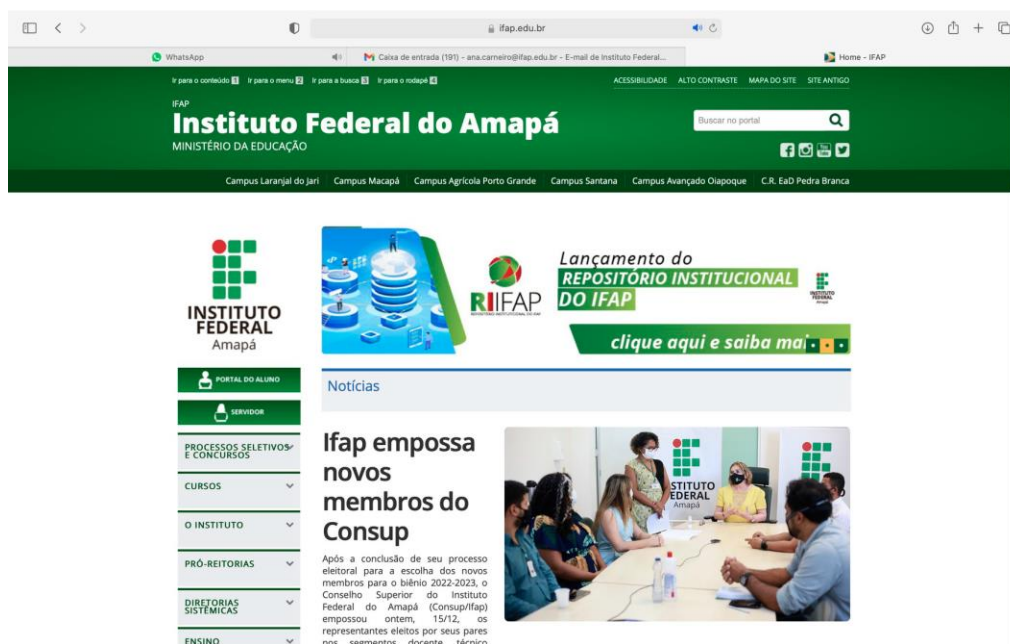 ifap.edu.br
WhatsApp
Caixa de entrada (191) - ana.carneiro@ifap.edu.br - E-mail de Instituto Federal...
Home - IFAP
Ir para o conteúdo 1 Ir para o menu 2 Ir para a busca 3 Ir para o rodapé 4
ACESSIBILIDADE ALTO CONTRASTE MAPA DO SITE SITE ANTIGO
IFAP
Instituto Federal do Amapá
MINISTÉRIO DA EDUCAÇÃO
Buscar no portal
Campus Laranjal do Jari Campus Macapá Campus Agrícola Porto Grande Campus Santana Campus Avançado Oiapoque C.R. EaD Pedra Branca
INSTITUTO
FEDERAL
Amapá
RIIFAP
Lançamento do
REPOSITÓRIO INSTITUCIONAL
DO IFAP
INSTITUTO
FEDERAL
Amapá
clique aqui e saiba mai
PORTAL DO ALUNO
SERVIDOR
PROCESSOS SELETIVOS
E CONCURSOS
CURSOS
O INSTITUTO
PRÓ-REITORIAS
DIRETORIAS
SISTÊMICAS
ENSINO
Notícias
Ifap empossa
novos
membros do
Consup
Após a conclusão de seu processo
eleitoral para a escolha dos novos
membros para o biênio 2022-2023, o
Conselho Superior do Instituto
Federal do Amapá (Consup/Ifap)
empossou ontem, 15/12, os
representantes eleitos por seus pares
nos segmentos docente, técnico
STITUTO
EDERAL
Amapá